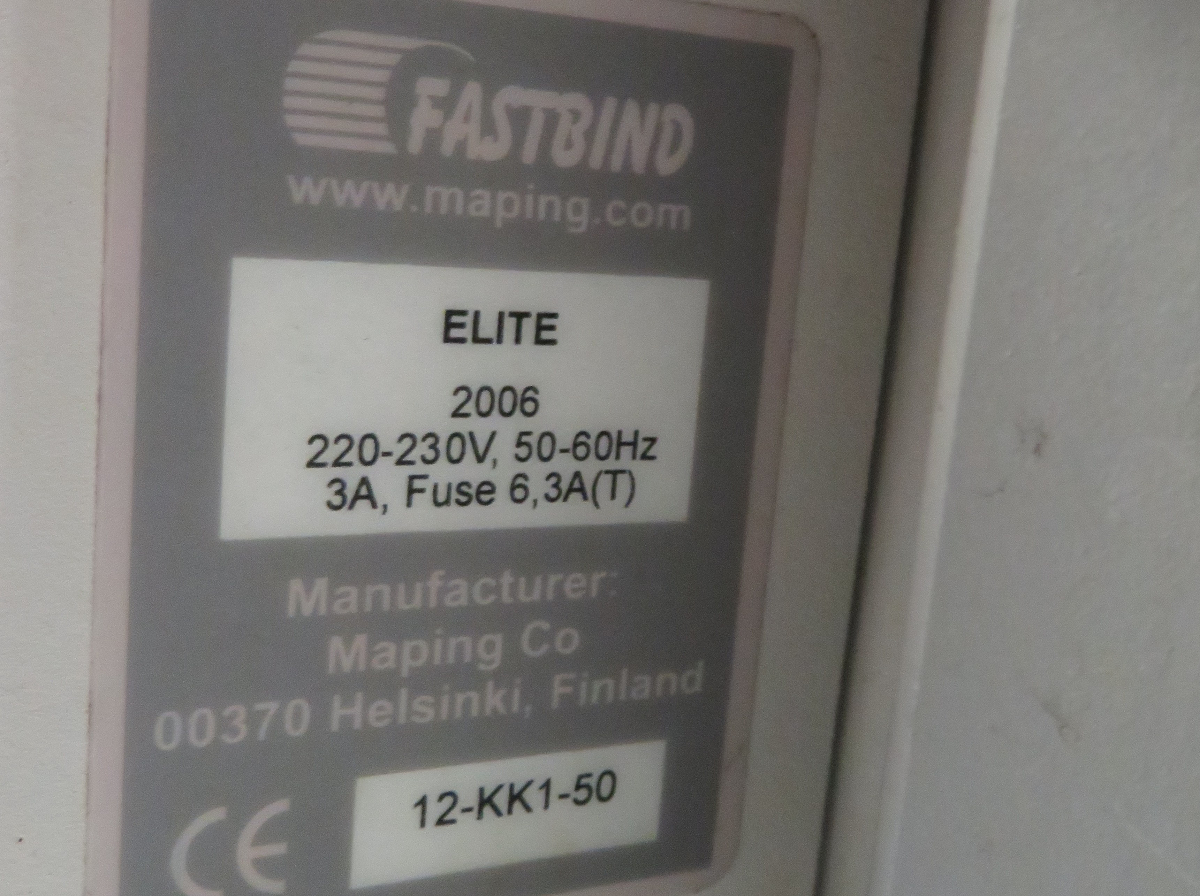 FASTBIND
www.maping.com
ELITE
2006
220-230V, 50-60Hz
3A, Fuse 6,3A(T)
Manufacturer:
Maping Co
00370 Helsinki, Finland
12-KK1-50
CE